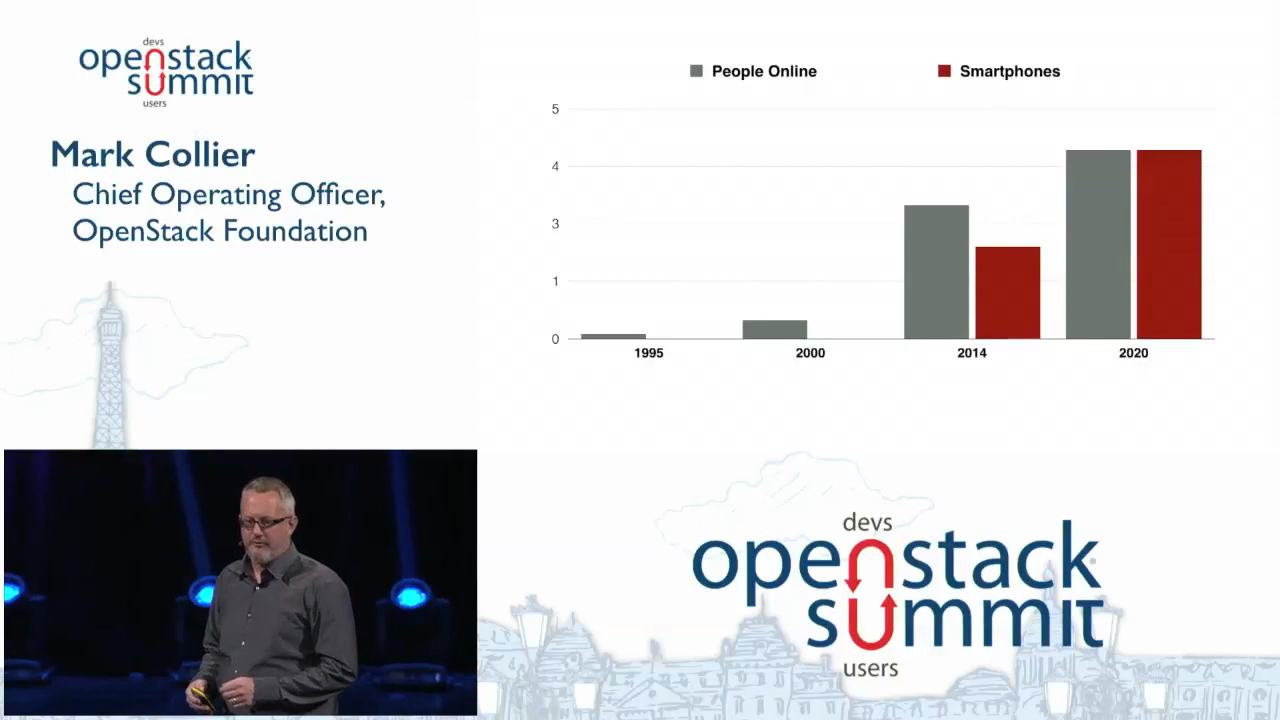 devs
openstack
summit
users
Mark Collier
Chief Operating Officer,
OpenStack Foundation
People Online
Smartphones
5
4
3
1
0
1995
2000
2014
2020
devs
openstack
summit
users